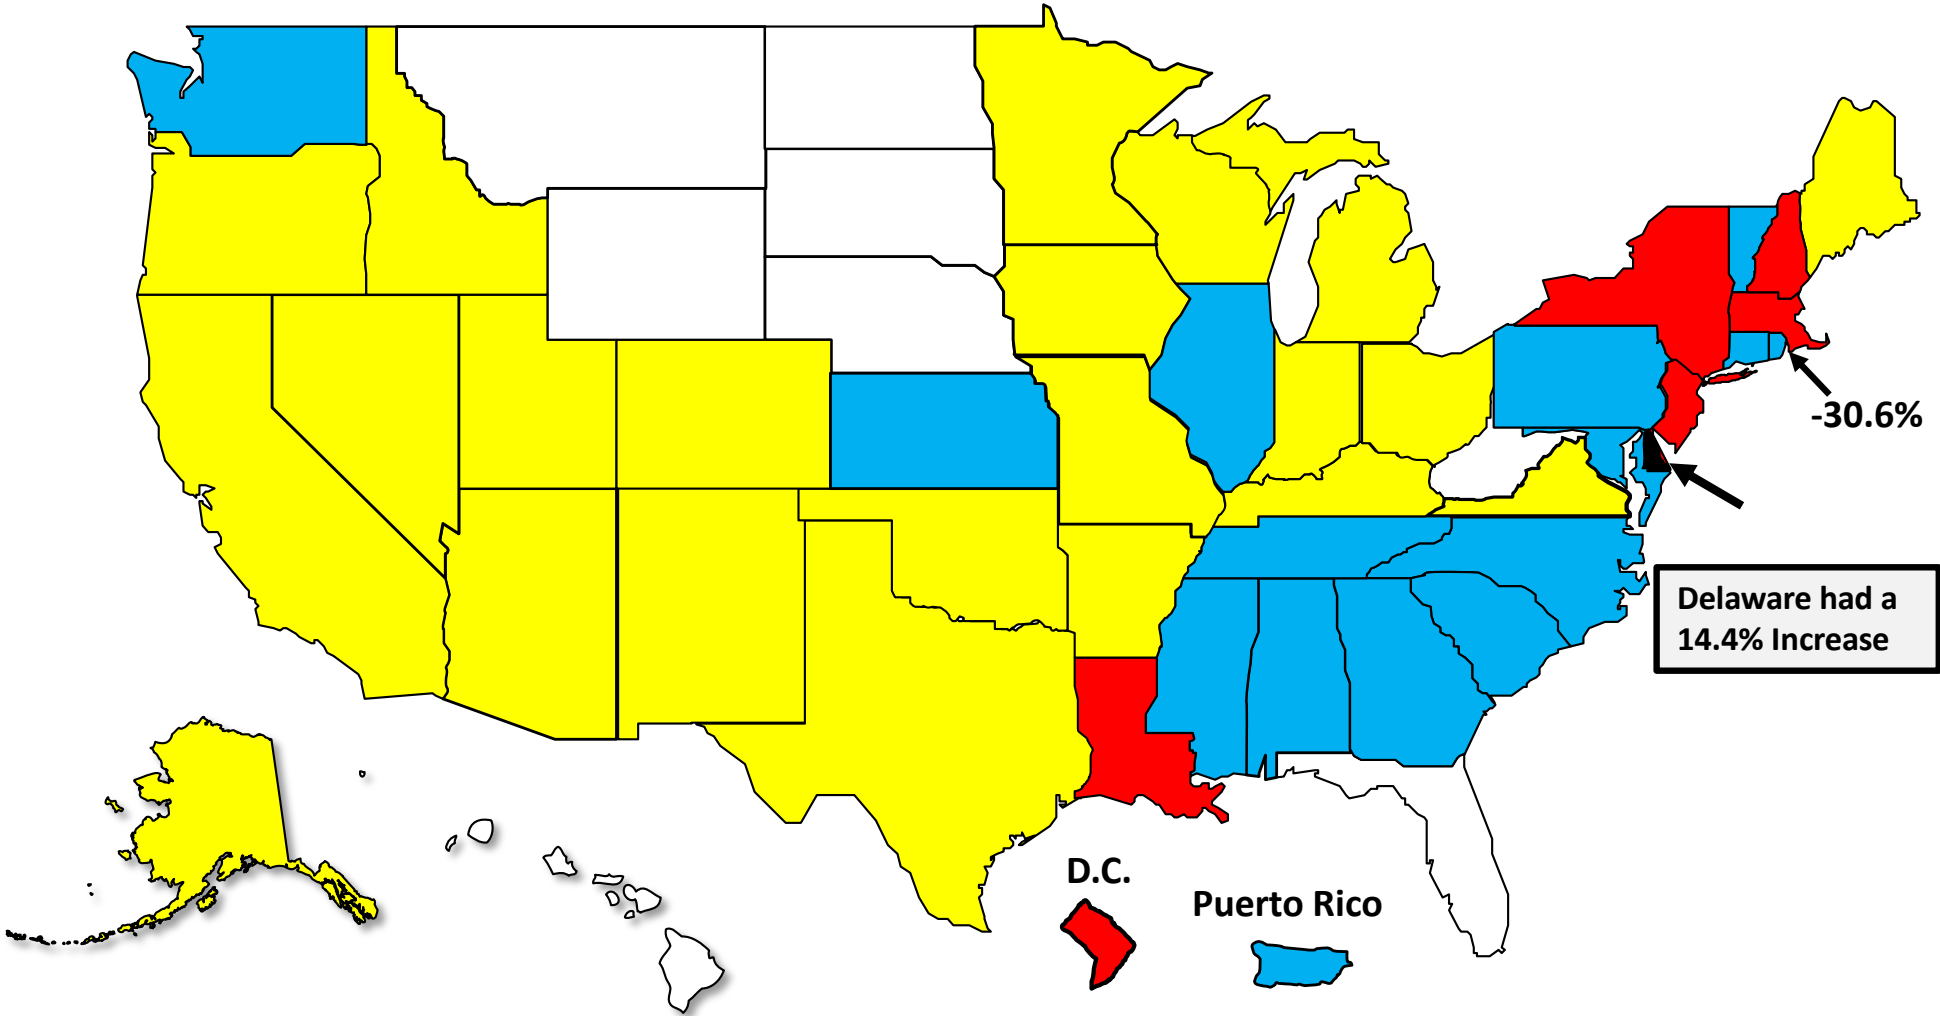 -30.6%
Delaware had a
14.4% Increase
D.C.
Puerto Rico